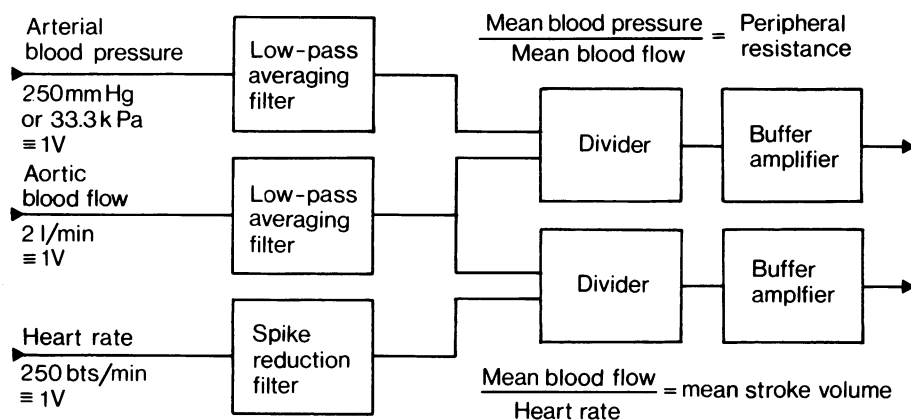 Arterial
blood pressure
250mm Hg
or 33.3 k Pa
≡ 1V
Low-pass
averaging
filter
Mean blood pressure
Mean blood flow
= Peripheral
resistance
Divider
Buffer
amplifier
Aortic
blood flow
2 l/min
≡ 1V
Low-pass
averaging
filter
Divider
Buffer
amplfier
Heart rate
250 bts/min
≡ 1V
Spike
reduction
filter
Mean blood flow
Heart rate
= mean stroke volume